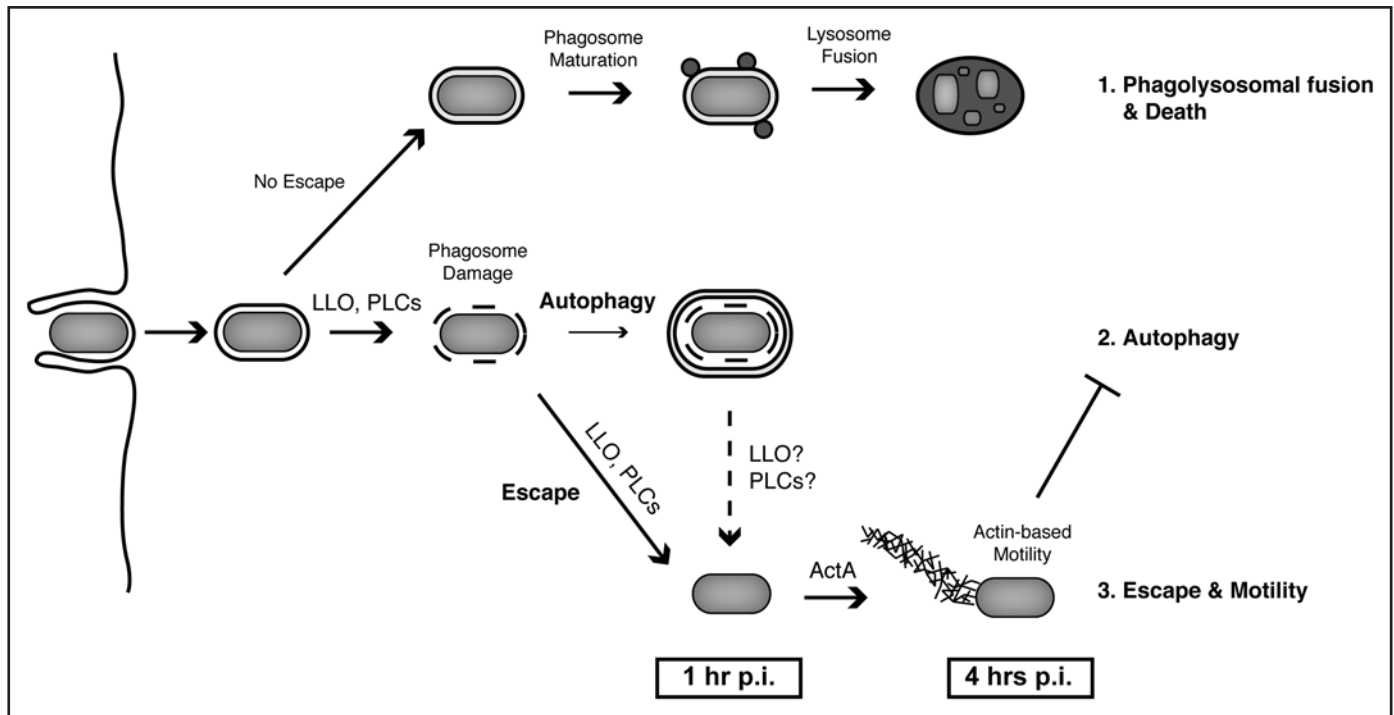 Phagosome
Maturation
Lysosome
Fusion
1. Phagolysosomal fusion
& Death
No Escape
Phagosome
Damage
LLO, PLCs
Autophagy
2. Autophagy
LLO, PLCs
Escape
LLO?
PLCs?
ActA
Actin-based
Motility
3. Escape & Motility
1 hr p.i.
4 hrs p.i.